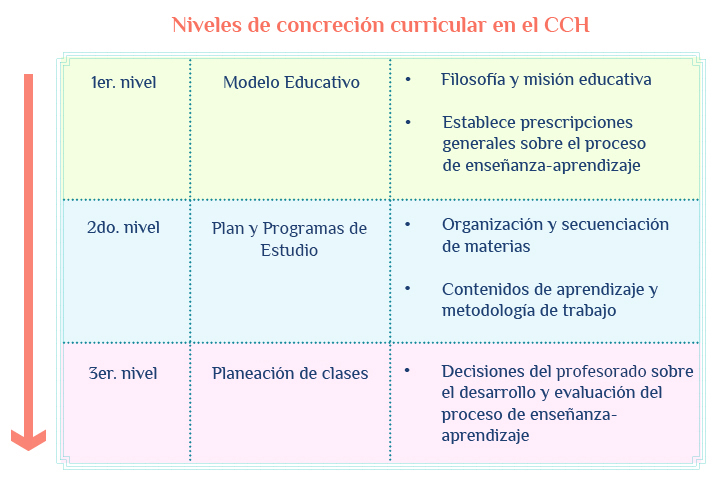 Niveles de concreción curricular en el CCH
1er. nivel
Modelo Educativo
• Filosofía y misión educativa
• Establece prescripciones
generales sobre el proceso
de enseñanza-aprendizaje
2do. nivel
Plan y Programas de
Estudio
• Organización y secuenciación
de materias
• Contenidos de aprendizaje y
metodología de trabajo
3er. nivel
Planeación de clases
• Decisiones del profesorado sobre
el desarrollo y evaluación del
proceso de enseñanza-
aprendizaje